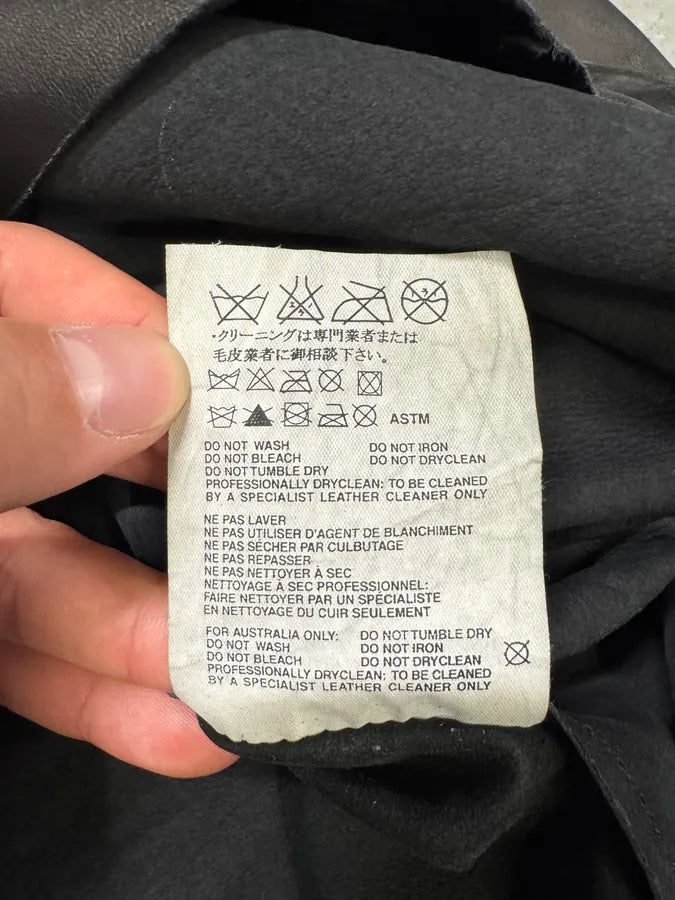 ・クリーニングは専門業者または
毛皮業者に御相談下さい。
ASTM
DO NOT WASH DO NOT IRON
DO NOT BLEACH DO NOT DRYCLEAN
DO NOT TUMBLE DRY
PROFESSIONALLY DRYCLEAN: TO BE CLEANED
BY A SPECIALIST LEATHER CLEANER ONLY
NE PAS LAVER
NE PAS UTILISER D'AGENT DE BLANCHIMENT
NE PAS SÉCHER PAR CULBUTAGE
NE PAS REPASSER
NE PAS NETTOYER À SEC
NETTOYAGE À SEC PROFESSIONNEL:
FAIRE NETTOYER PAR UN SPÉCIALISTE
EN NETTOYAGE DU CUIR SEULEMENT
FOR AUSTRALIA ONLY: DO NOT TUMBLE DRY
DO NOT WASH DO NOT IRON
DO NOT BLEACH DO NOT DRYCLEAN
PROFESSIONALLY DRYCLEAN: TO BE CLEANED
BY A SPECIALIST LEATHER CLEANER ONLY